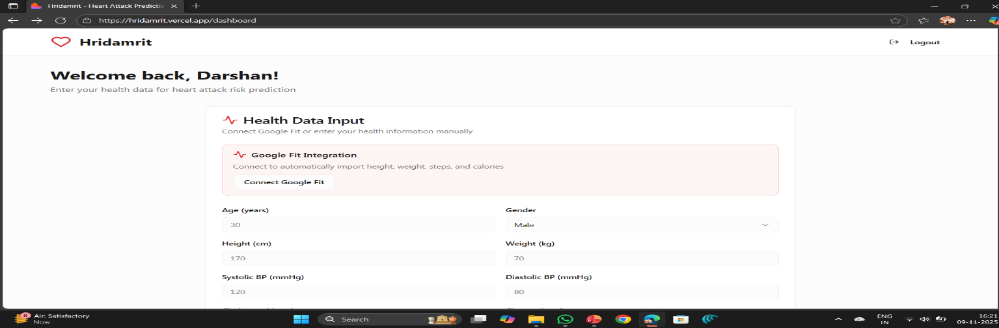 Hridamrit - Heart Attack Predictio
https://hridamrit.vercel.app/dashboard
Hridamrit
Logout
Welcome back, Darshan!
Enter your health data for heart attack risk prediction
Health Data Input
Connect Google Fit or enter your health information manually
Google Fit Integration
Connect to automatically import height, weight, steps, and calories
Connect Google Fit
Age (years) Gender
30 Male
Height (cm) Weight (kg)
170 70
Systolic BP (mmHg) Diastolic BP (mmHg)
120 80
8 Air: Satisfactory
Now
Search
ENG
IN
16:21
09-11-2025